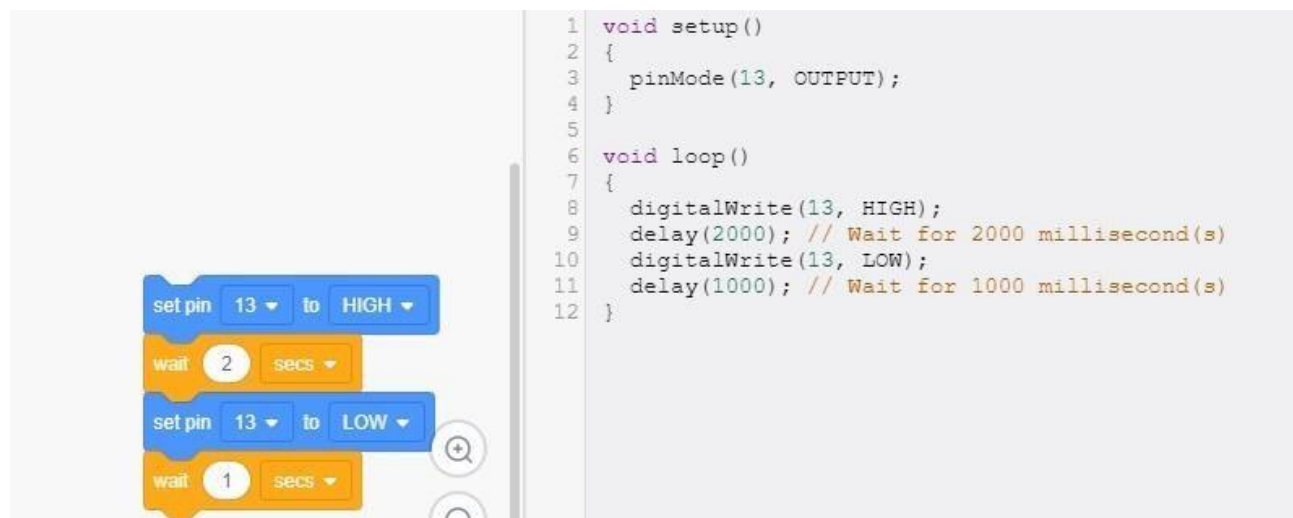 set pin 13 to HIGH
wait 2 secs
set pin 13 to LOW
wait 1 secs
1 void setup()
2 {
3 pinMode(13, OUTPUT);
4 }
5
6 void loop()
7 {
8 digitalWrite(13, HIGH);
9 delay(2000); // Wait for 2000 millisecond(s)
10 digitalWrite(13, LOW);
11 delay(1000); // Wait for 1000 millisecond(s)
12 }